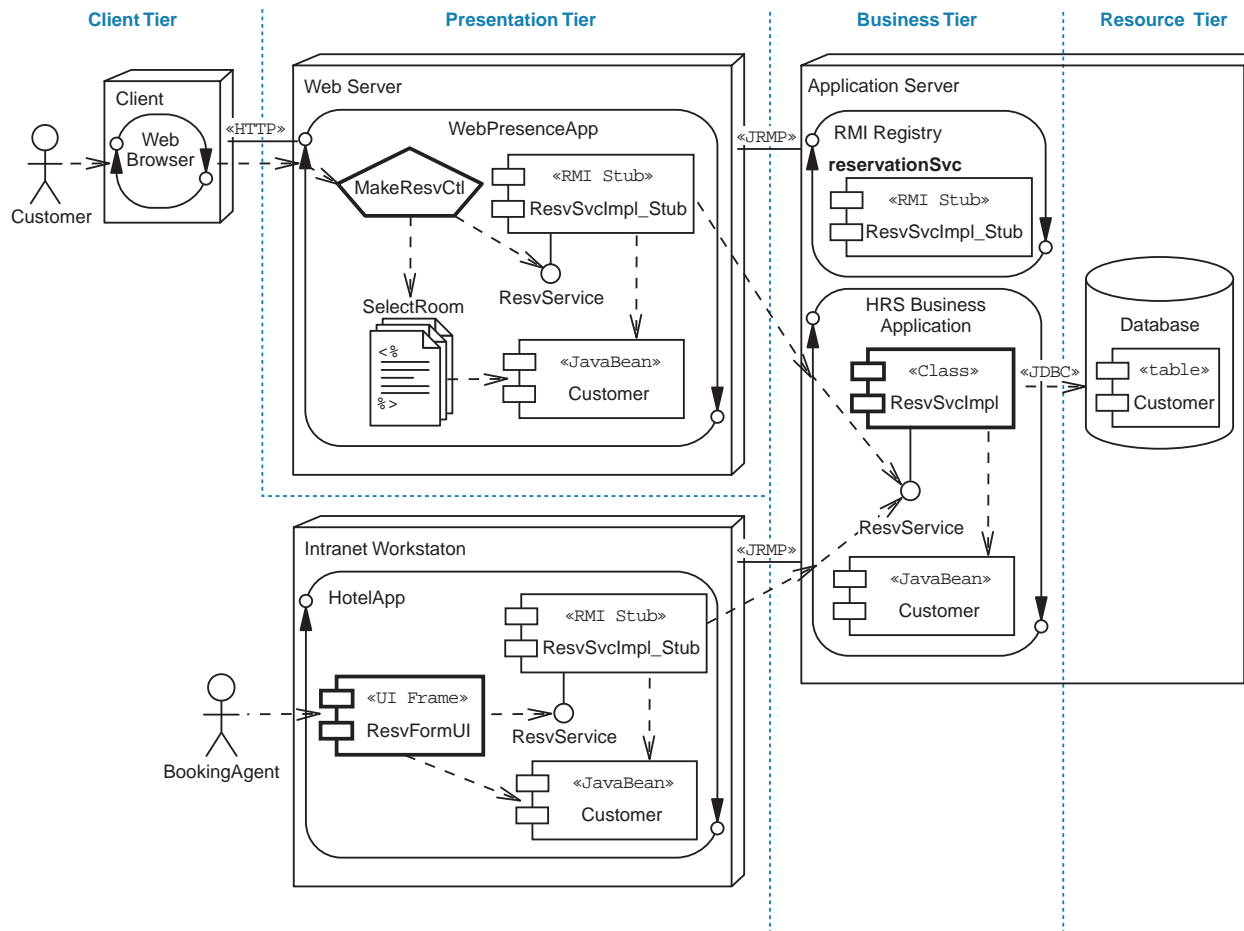 Client Tier
Presentation Tier
Business Tier
Resource Tier
Client
Web
Browser
Customer
«HTTP»
Web Server
WebPresenceApp
MakeResvCtl
«RMI Stub»
ResvSvcImpl_Stub
ResvService
SelectRoom
<%
%>
«JavaBean»
Customer
«JRMP»
Application Server
RMI Registry
reservationSvc
«RMI Stub»
ResvSvcImpl_Stub
HRS Business
Application
«Class»
ResvSvcImpl
ResvService
«JavaBean»
Customer
«JDBC»
Database
«table»
Customer
Intranet Workstaton
«JRMP»
HotelApp
«RMI Stub»
ResvSvcImpl_Stub
«UI Frame»
ResvFormUI
ResvService
BookingAgent
«JavaBean»
Customer